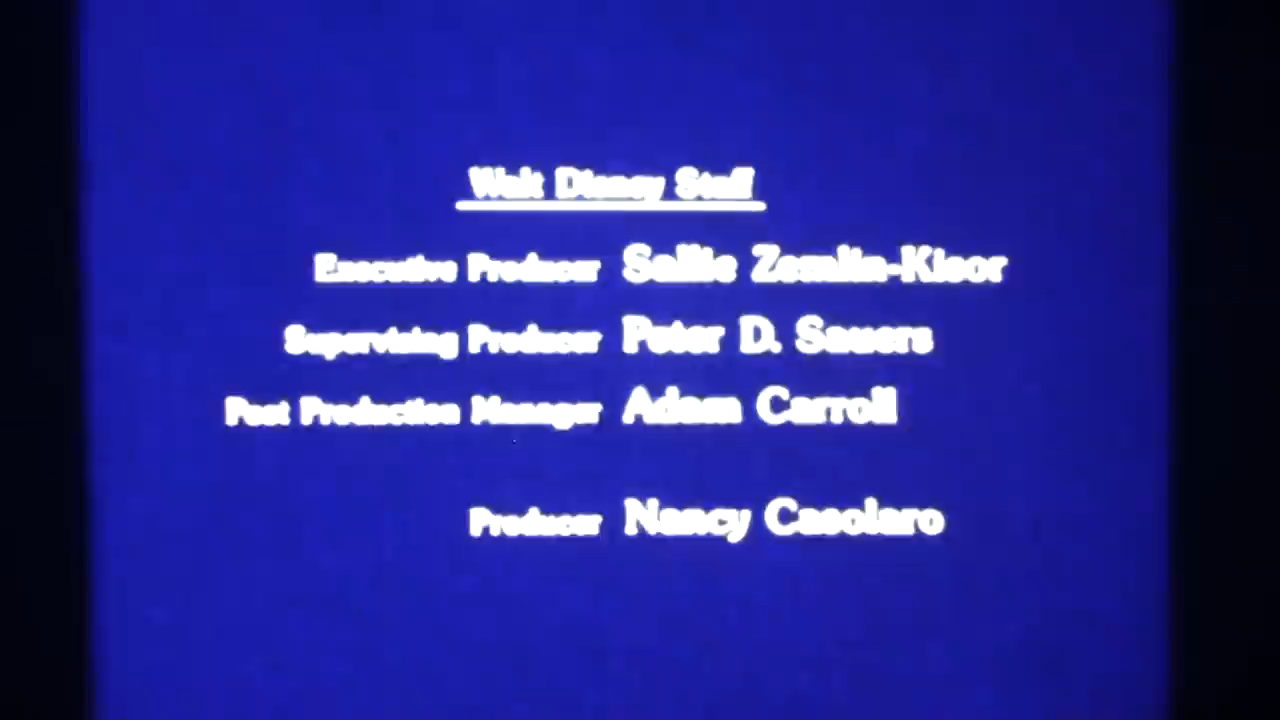 Walt Disney Staff
Executive Producer Sallie Zemlin-Kisor
Supervising Producer Peter D. Sauers
Post Production Manager Adam Carroll
Producer Nancy Casolaro